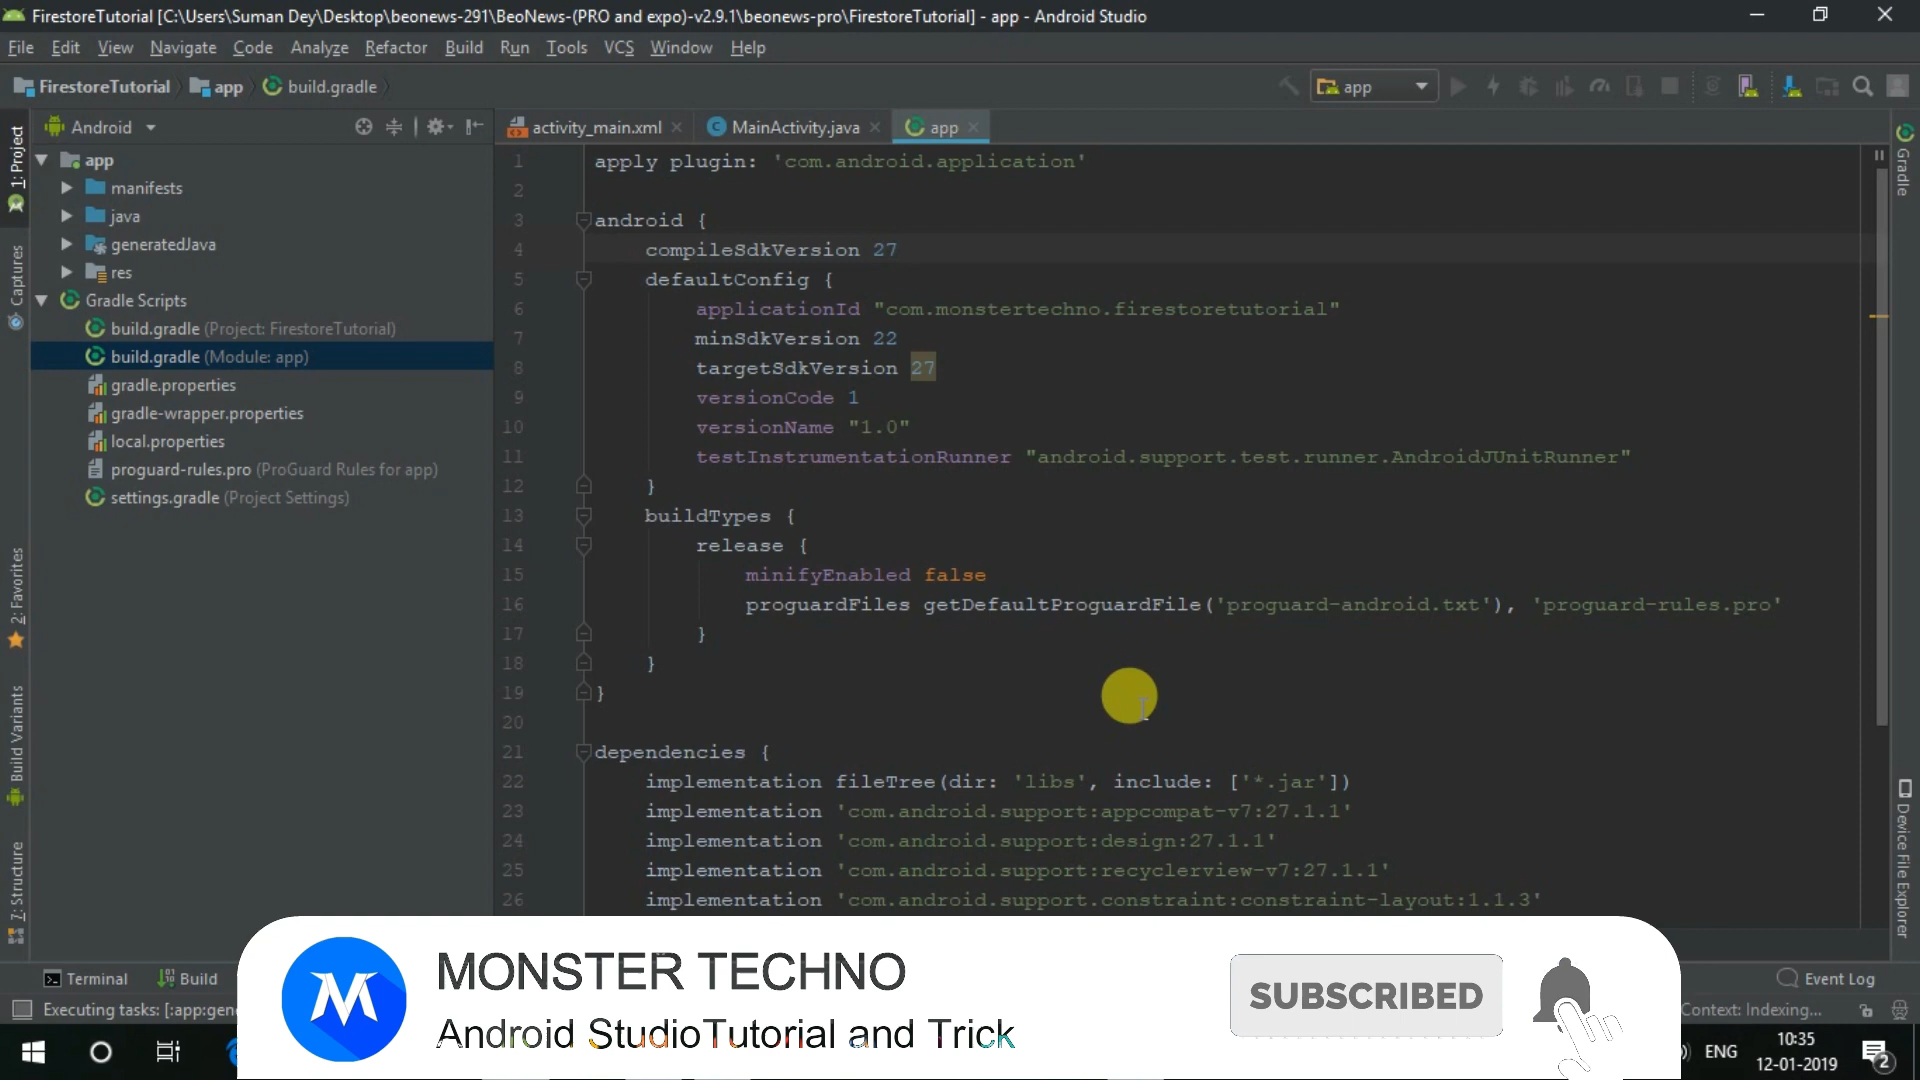 FirestoreTutorial [C:\Users\Suman Dey\Desktop\beonews-291\BeoNews-(PRO and expo)-v2.9.1\beonews-pro\FirestoreTutorial] - app - Android Studio
File Edit View Navigate Code Analyze Refactor Build Run Tools VCS Window Help
FirestoreTutorial app build.gradle app
Android activity_main.xml MainActivity.java app
1: Project
Captures
2: Favorites
Build Variants
7: Structure
app
manifests
java
generatedJava
res
Gradle Scripts
build.gradle (Project: FirestoreTutorial)
build.gradle (Module: app)
gradle.properties
gradle-wrapper.properties
local.properties
proguard-rules.pro (ProGuard Rules for app)
settings.gradle (Project Settings)
1 apply plugin: 'com.android.application'
2
3 android {
4 compileSdkVersion 27
5 defaultConfig {
6 applicationId "com.monstertechno.firestoretutorial"
7 minSdkVersion 22
8 targetSdkVersion 27
9 versionCode 1
10 versionName "1.0"
11 testInstrumentationRunner "android.support.test.runner.AndroidJUnitRunner"
12 }
13 buildTypes {
14 release {
15 minifyEnabled false
16 proguardFiles getDefaultProguardFile('proguard-android.txt'), 'proguard-rules.pro'
17 }
18 }
19 }
20
21 dependencies {
22 implementation fileTree(dir: 'libs', include: ['*.jar'])
23 implementation 'com.android.support:appcompat-v7:27.1.1'
24 implementation 'com.android.support:design:27.1.1'
25 implementation 'com.android.support:recyclerview-v7:27.1.1'
26 implementation 'com.android.support.constraint:constraint-layout:1.1.3'
Gradle
Device File Explorer
Terminal Build Event Log
Executing tasks: [:app:gene Context: Indexing...
MONSTER TECHNO
Android Studio Tutorial and Trick
SUBSCRIBED
ENG
10:35
12-01-2019
2